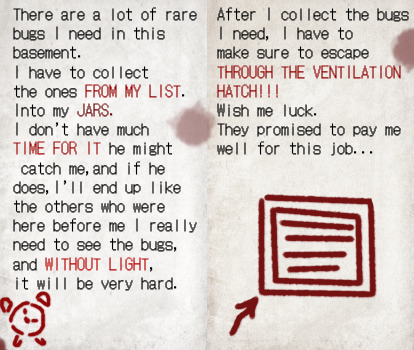 There are a lot of rare
bugs I need in this
basement.
I have to collect
the ones FROM MY LIST.
Into my JARS.
I don't have much
TIME FOR IT he might
catch me,and if he
does,I'll end up like
the others who were
here before me I really
need to see the bugs,
and WITHOUT LIGHT,
it will be very hard.
After I collect the bugs
I need, I have to
make sure to escape
THROUGH THE VENTILATION
HATCH!!!
Wish me luck.
They promised to pay me
well for this job...